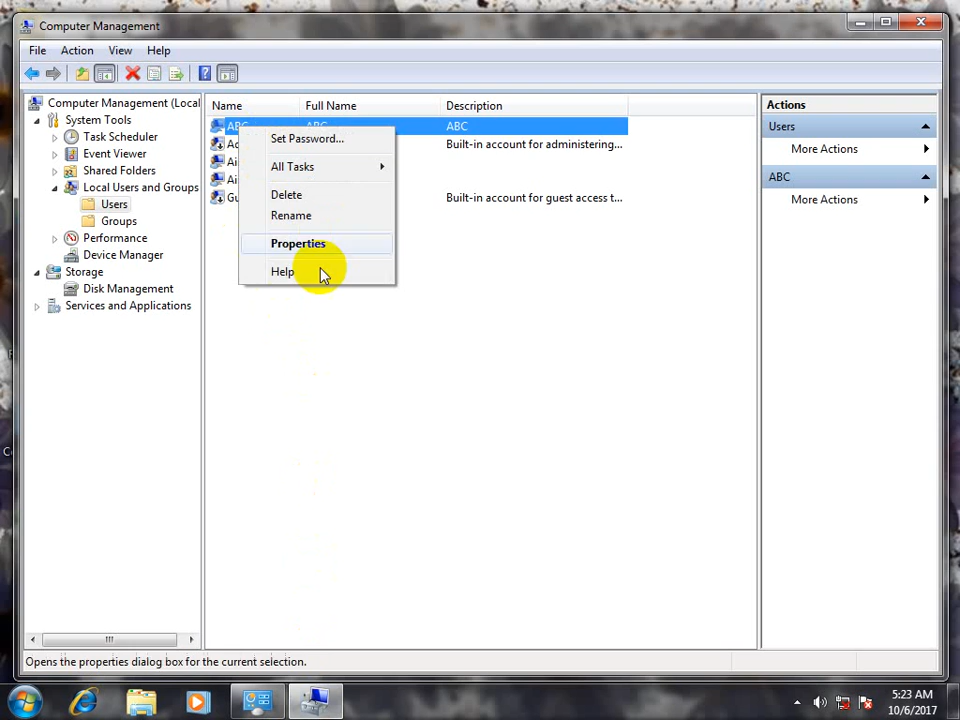 Computer Management
File Action View Help
Computer Management (Local
System Tools
Task Scheduler
Event Viewer
Shared Folders
Local Users and Groups
Users
Groups
Performance
Device Manager
Storage
Disk Management
Services and Applications
Name Full Name Description
ABC ABC ABC
Built-in account for administering...
Built-in account for guest access t...
Set Password...
All Tasks
Delete
Rename
Properties
Help
Actions
Users
More Actions
ABC
More Actions
Opens the properties dialog box for the current selection.
5:23 AM
10/6/2017